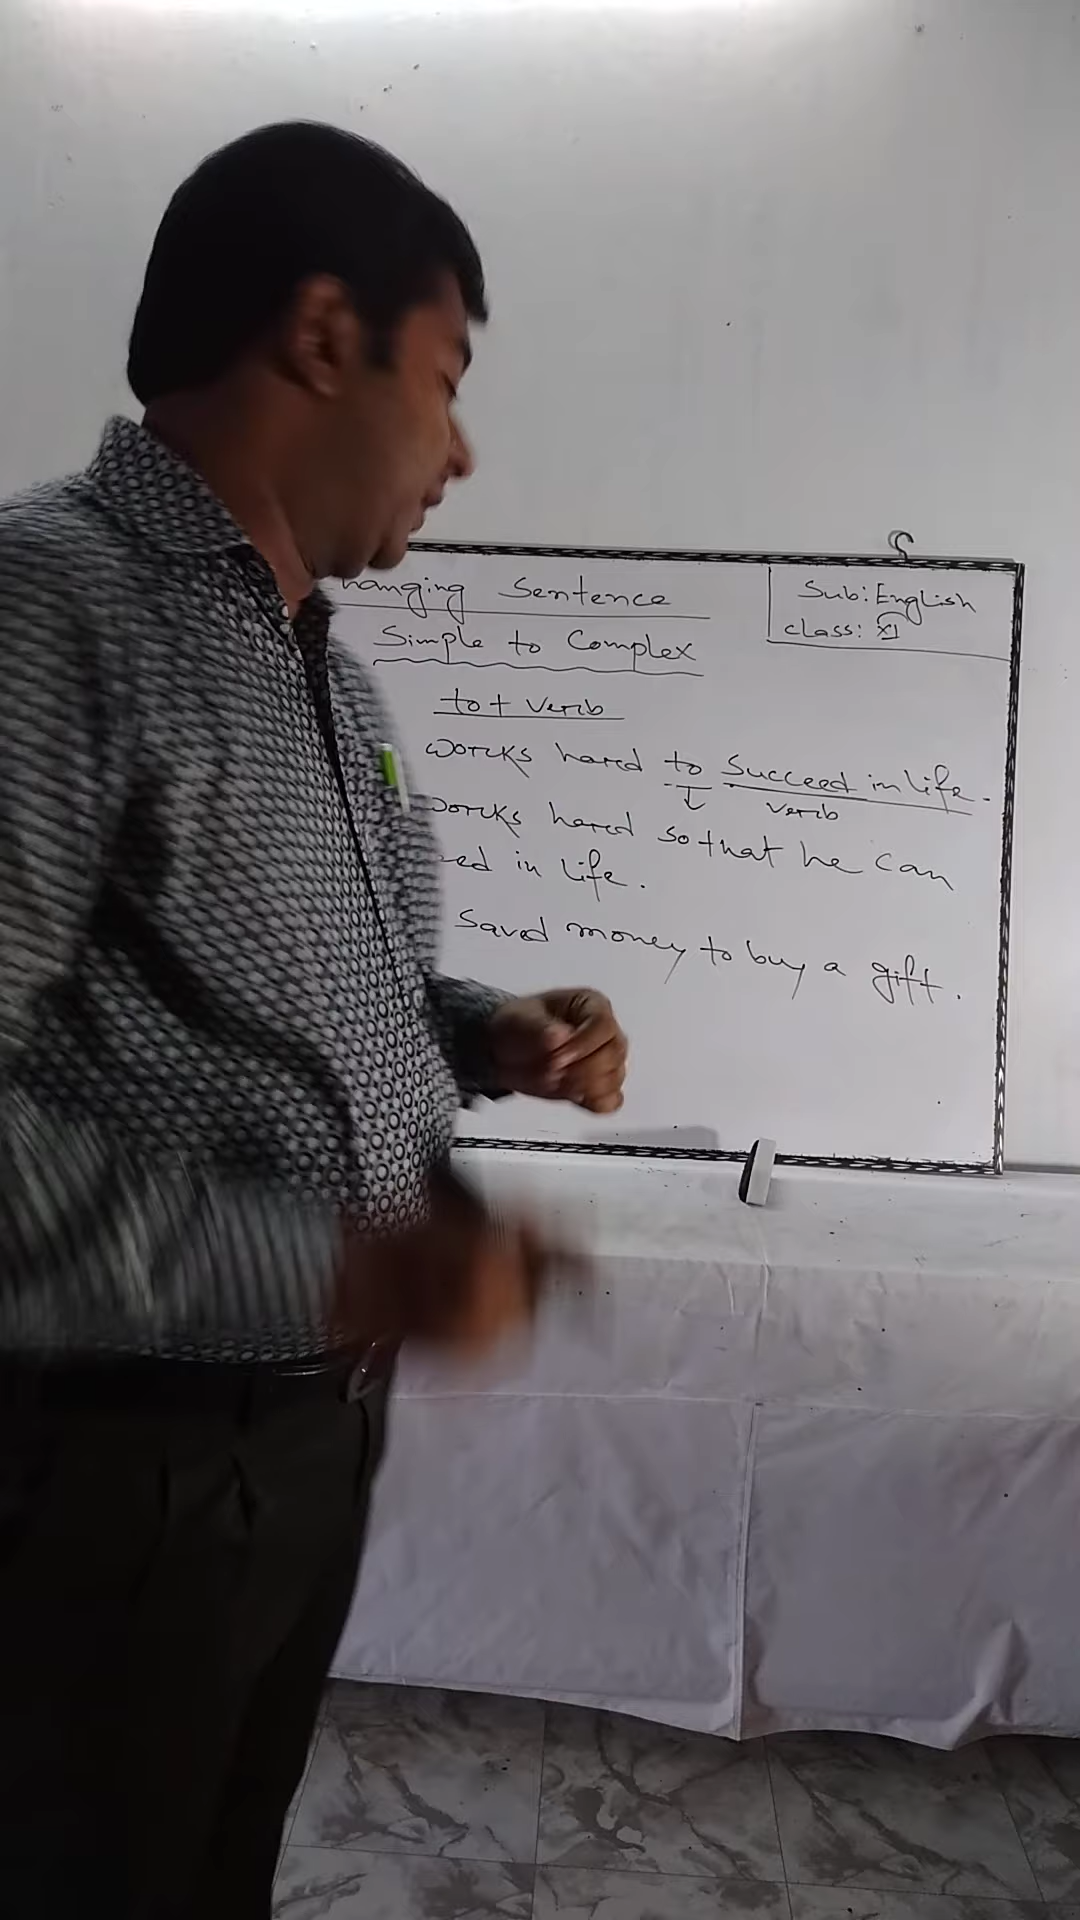 hanging Sentence
Simple to Complex
Sub: English
class: XI
to + verb
works hard to succeed in life.
verb
works hard so that he can
eed in life.
saved money to buy a gift.